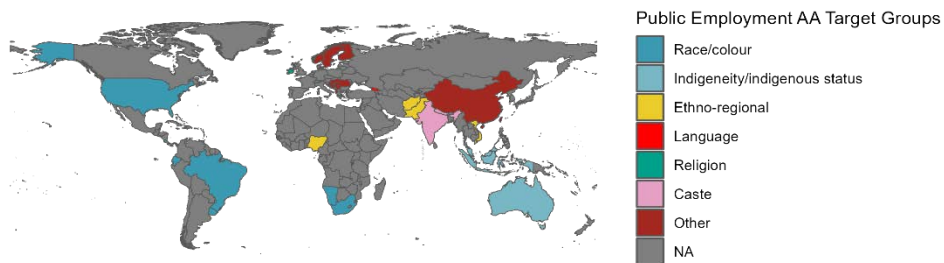 Public Employment AA Target Groups
Race/colour
Indigeneity/indigenous status
Ethno-regional
Language
Religion
Caste
Other
NA